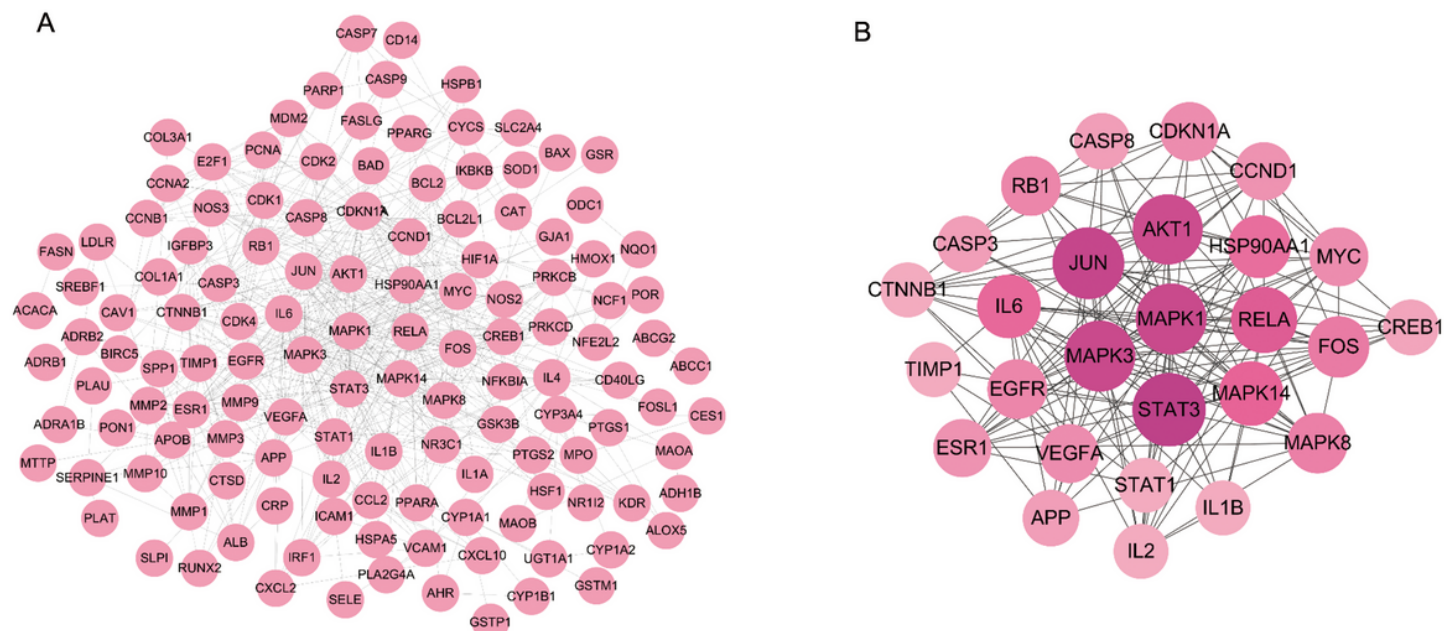 A
CASP7
CD14
PARP1
CASP9
HSPB1
MDM2
FASLG
PPARG
CYCS
SLC2A4
COL3A1
E2F1
PCNA
CDK2
BAD
BCL2
IKBKB
SOD1
BAX
GSR
CCNA2
CCNB1
NOS3
CDK1
CASP8
CDKN1A
BCL2L1
CAT
ODC1
CCND1
GJA1
FASN
LDLR
IGFBP3
RB1
HIF1A
HMOX1
NQO1
SREBF1
COL1A1
CASP3
JUN
AKT1
HSP90AA1
MYC
NOS2
PRKCB
NCF1
POR
ACACA
CAV1
CTNNB1
CDK4
IL6
MAPK1
RELA
FOS
CREB1
PRKCD
NFE2L2
ABCG2
ADRB2
ADRB1
BIRC5
SPP1
TIMP1
EGFR
MAPK3
STAT3
MAPK14
NFKBIA
IL4
CD40LG
ABCC1
PLAU
MMP2
ESR1
MMP9
VEGFA
MAPK8
GSK3B
CYP3A4
PTGS1
FOSL1
CES1
ADRA1B
PON1
APOB
MMP3
STAT1
IL1B
NR3C1
PTGS2
MPO
MAOA
MTTP
SERPINE1
MMP10
CTSD
APP
IL2
IL1A
HSF1
NR1I2
KDR
ADH1B
PLAT
MMP1
CRP
ICAM1
CCL2
PPARA
CYP1A1
MAOB
ALOX5
SLPI
RUNX2
ALB
IRF1
HSPA5
VCAM1
CXCL10
UGT1A1
CYP1A2
CXCL2
PLA2G4A
SELE
AHR
CYP1B1
GSTM1
GSTP1
B
CASP8
CDKN1A
CCND1
RB1
CASP3
AKT1
HSP90AA1
MYC
JUN
CTNNB1
IL6
MAPK1
RELA
CREB1
FOS
MAPK3
TIMP1
EGFR
STAT3
MAPK14
ESR1
VEGFA
MAPK8
STAT1
IL1B
APP
IL2